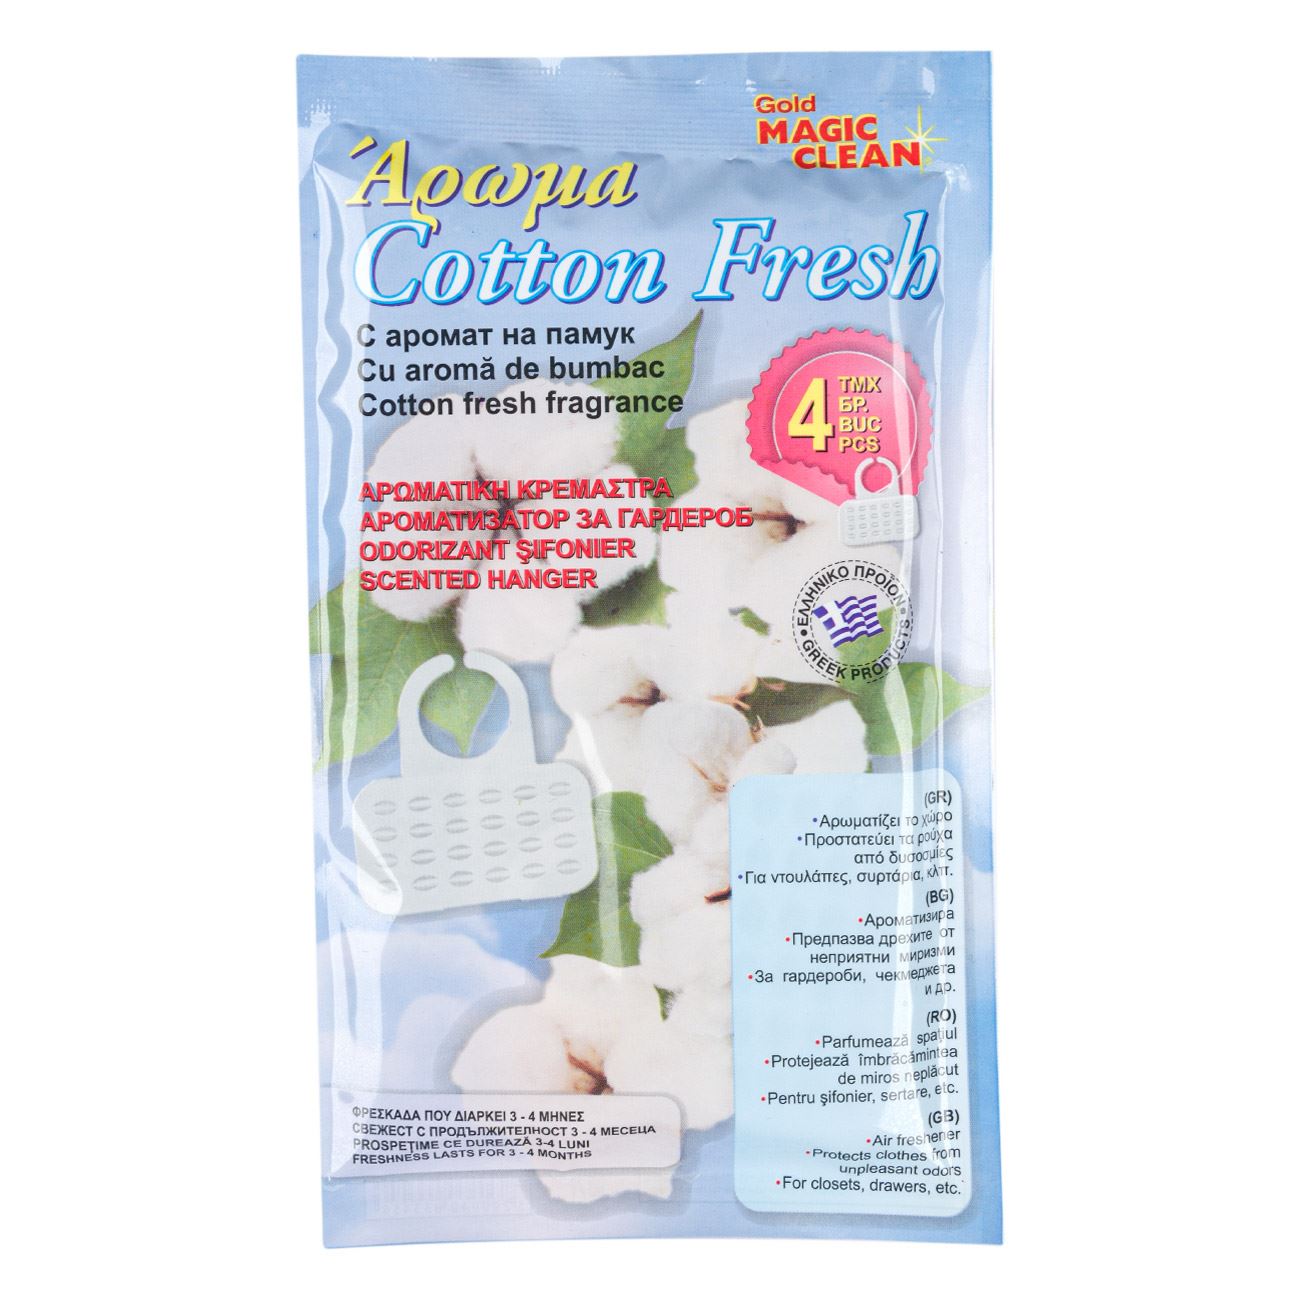 Gold
MAGIC
CLEAN
Άρωμα
Cotton Fresh
С аромат на памук
Cu aromă de bumbac
Cotton fresh fragrance
4
ΤΜΧ
БР.
BUC
PCS
ΑΡΩΜΑΤΙΚΗ ΚΡΕΜΑΣΤΡΑ
АРОМАТИЗАТОР ЗА ГАРДЕРОБ
ODORIZANT ŞIFONIER
SCENTED HANGER
ΕΛΛΗΝΙΚΟ ΠΡΟΪΟΝ
GREEK PRODUCTS
(GR)
•Αρωματίζει το χώρο
•Προστατεύει τα ρούχα
από δυσοσμίες
•Για ντουλάπες, συρτάρια, κλπ.
(BG)
•Ароматизира
•Предпазва дрехите от
неприятни миризми
•За гардероби, чекмеджета
и др.
(RO)
•Parfumează spaţiul
•Protejează îmbrăcămintea
de miros neplăcut
•Pentru şifonier, sertare, etc.
(GB)
•Air freshener
•Protects clothes from
unpleasant odors
•For closets, drawers, etc.
ΦΡΕΣΚΑΔΑ ΠΟΥ ΔΙΑΡΚΕΙ 3 - 4 ΜΗΝΕΣ
СВЕЖЕСТ С ПРОДЪЛЖИТЕЛНОСТ 3 - 4 МЕСЕЦА
PROSPEŢIME CE DUREAZĂ 3-4 LUNI
FRESHNESS LASTS FOR 3 - 4 MONTHS